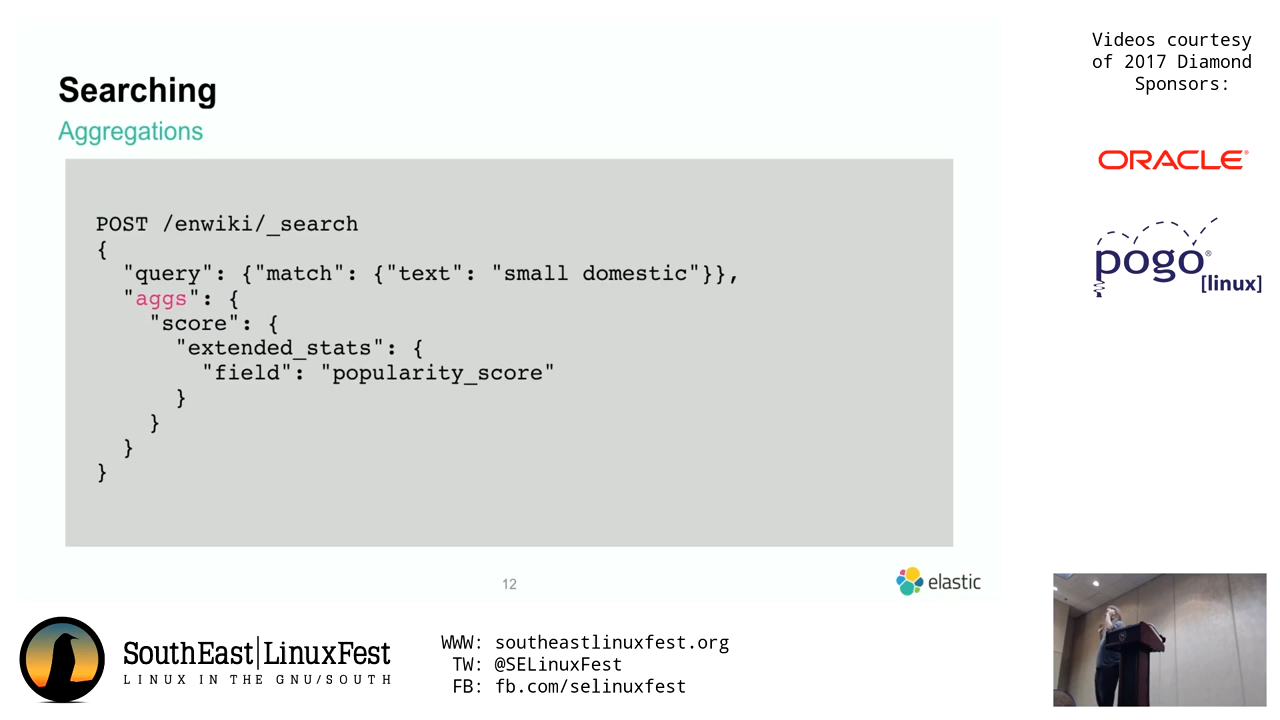 Searching
Aggregations
POST /enwiki/_search
{
  "query": {"match": {"text": "small domestic"}},
  "aggs": {
    "score": {
      "extended_stats": {
        "field": "popularity_score"
      }
    }
  }
}
12
elastic
Videos courtesy
of 2017 Diamond
Sponsors:
ORACLE®
pogo®
[linux]
SouthEast|LinuxFest
LINUX IN THE GNU/SOUTH
WWW: southeastlinuxfest.org
TW: @SELinuxFest
FB: fb.com/selinuxfest